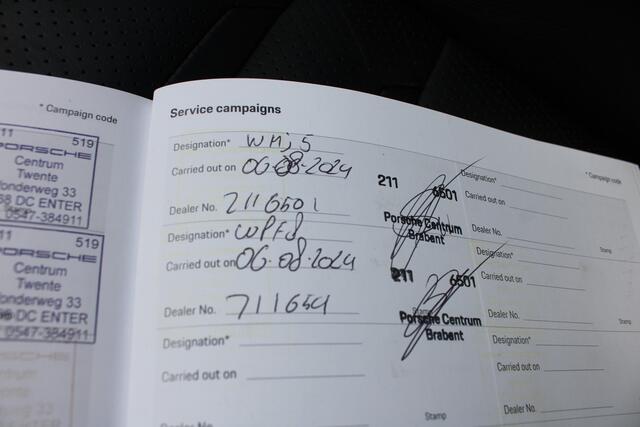 * Campaign code
11 519
PORSCHE
Centrum
Twente
onderweg 33
DC ENTER
0547-384911
11 519
PORSCHE
Centrum
Twente
onderweg 33
DC ENTER
0547-384911
Service campaigns
Designation* WMj5
Carried out on 06-08-2024
Dealer No. 2116501
211 6501
Porsche Centrum
Brabant
Designation* WPF8
Carried out on 06-08-2024
Dealer No.
211 6501
Porsche Centrum
Brabant
Designation*
Carried out on
Stamp
* Campaign code
Designation*
Carried out on
Dealer No.
Stamp
Designation*
Carried out on
Dealer No.
Stamp
Designation*
Carried out on
Dealer No.